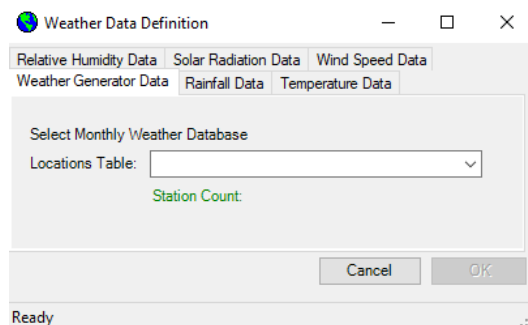 Weather Data Definition
Relative Humidity Data Solar Radiation Data Wind Speed Data
Weather Generator Data Rainfall Data Temperature Data
Select Monthly Weather Database
Locations Table:
Station Count:
Cancel OK
Ready